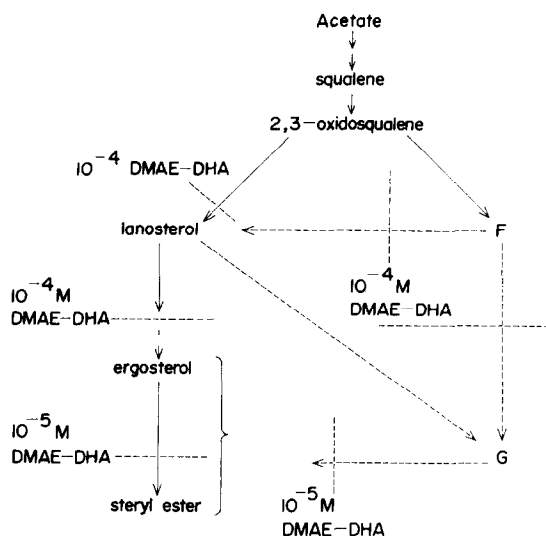 Acetate
squalene
2,3-oxidosqualene
10⁻⁴ DMAE-DHA
lanosterol
F
10⁻⁴ M
DMAE-DHA
10⁻⁴ M
DMAE-DHA
ergosterol
10⁻⁵ M
DMAE-DHA
G
steryl ester
10⁻⁵ M
DMAE-DHA